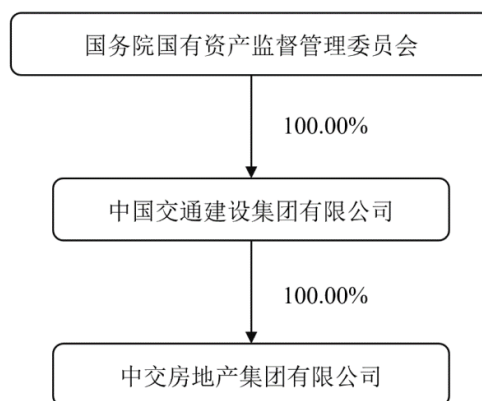 国务院国有资产监督管理委员会
100.00%
中国交通建设集团有限公司
100.00%
中交房地产集团有限公司